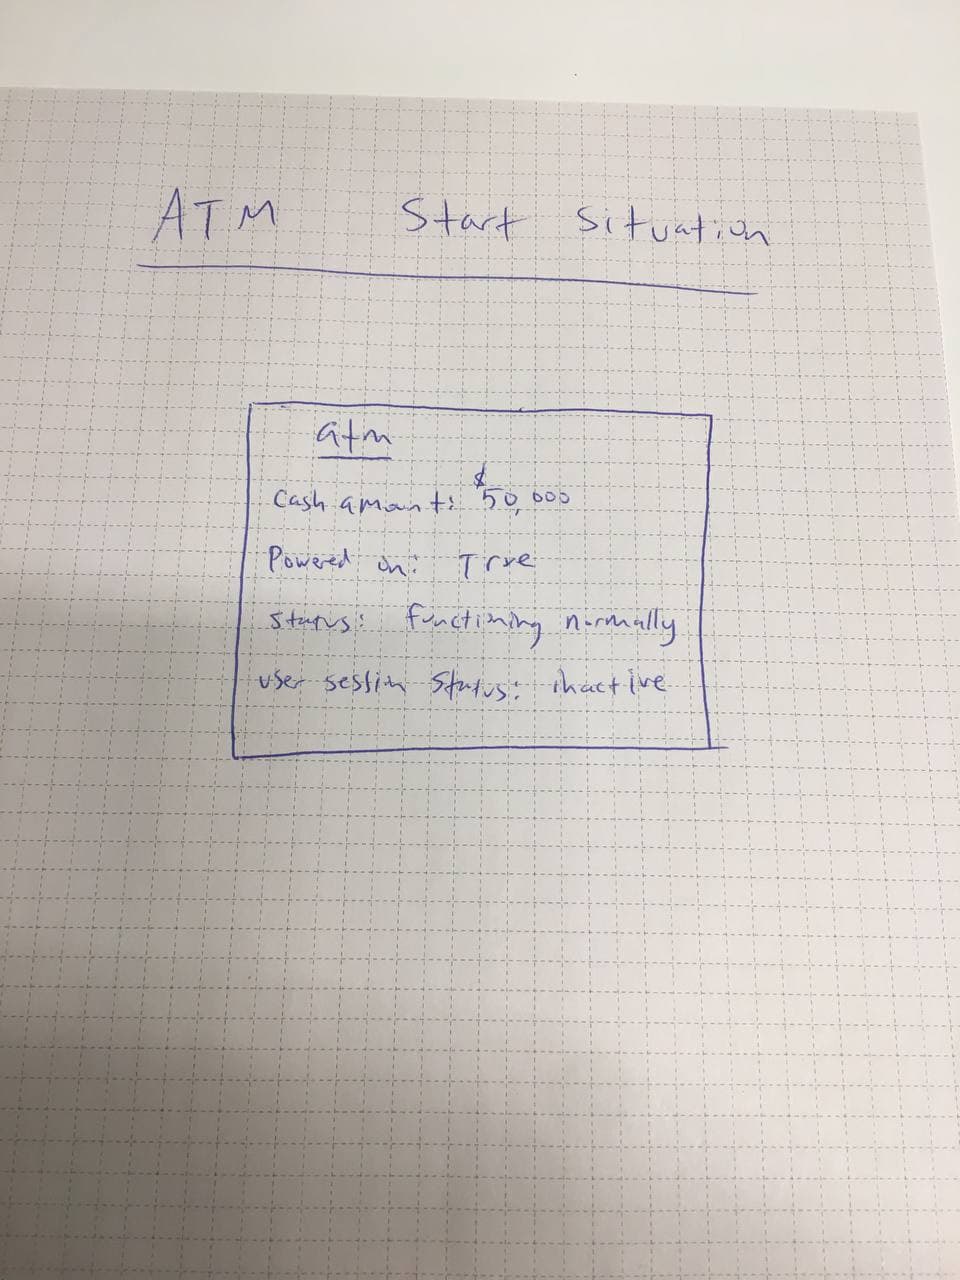 ATM Start Situation
atm
Cash amount: $50,000
Powered on: True
Status: functioning normally
user session status: inactive